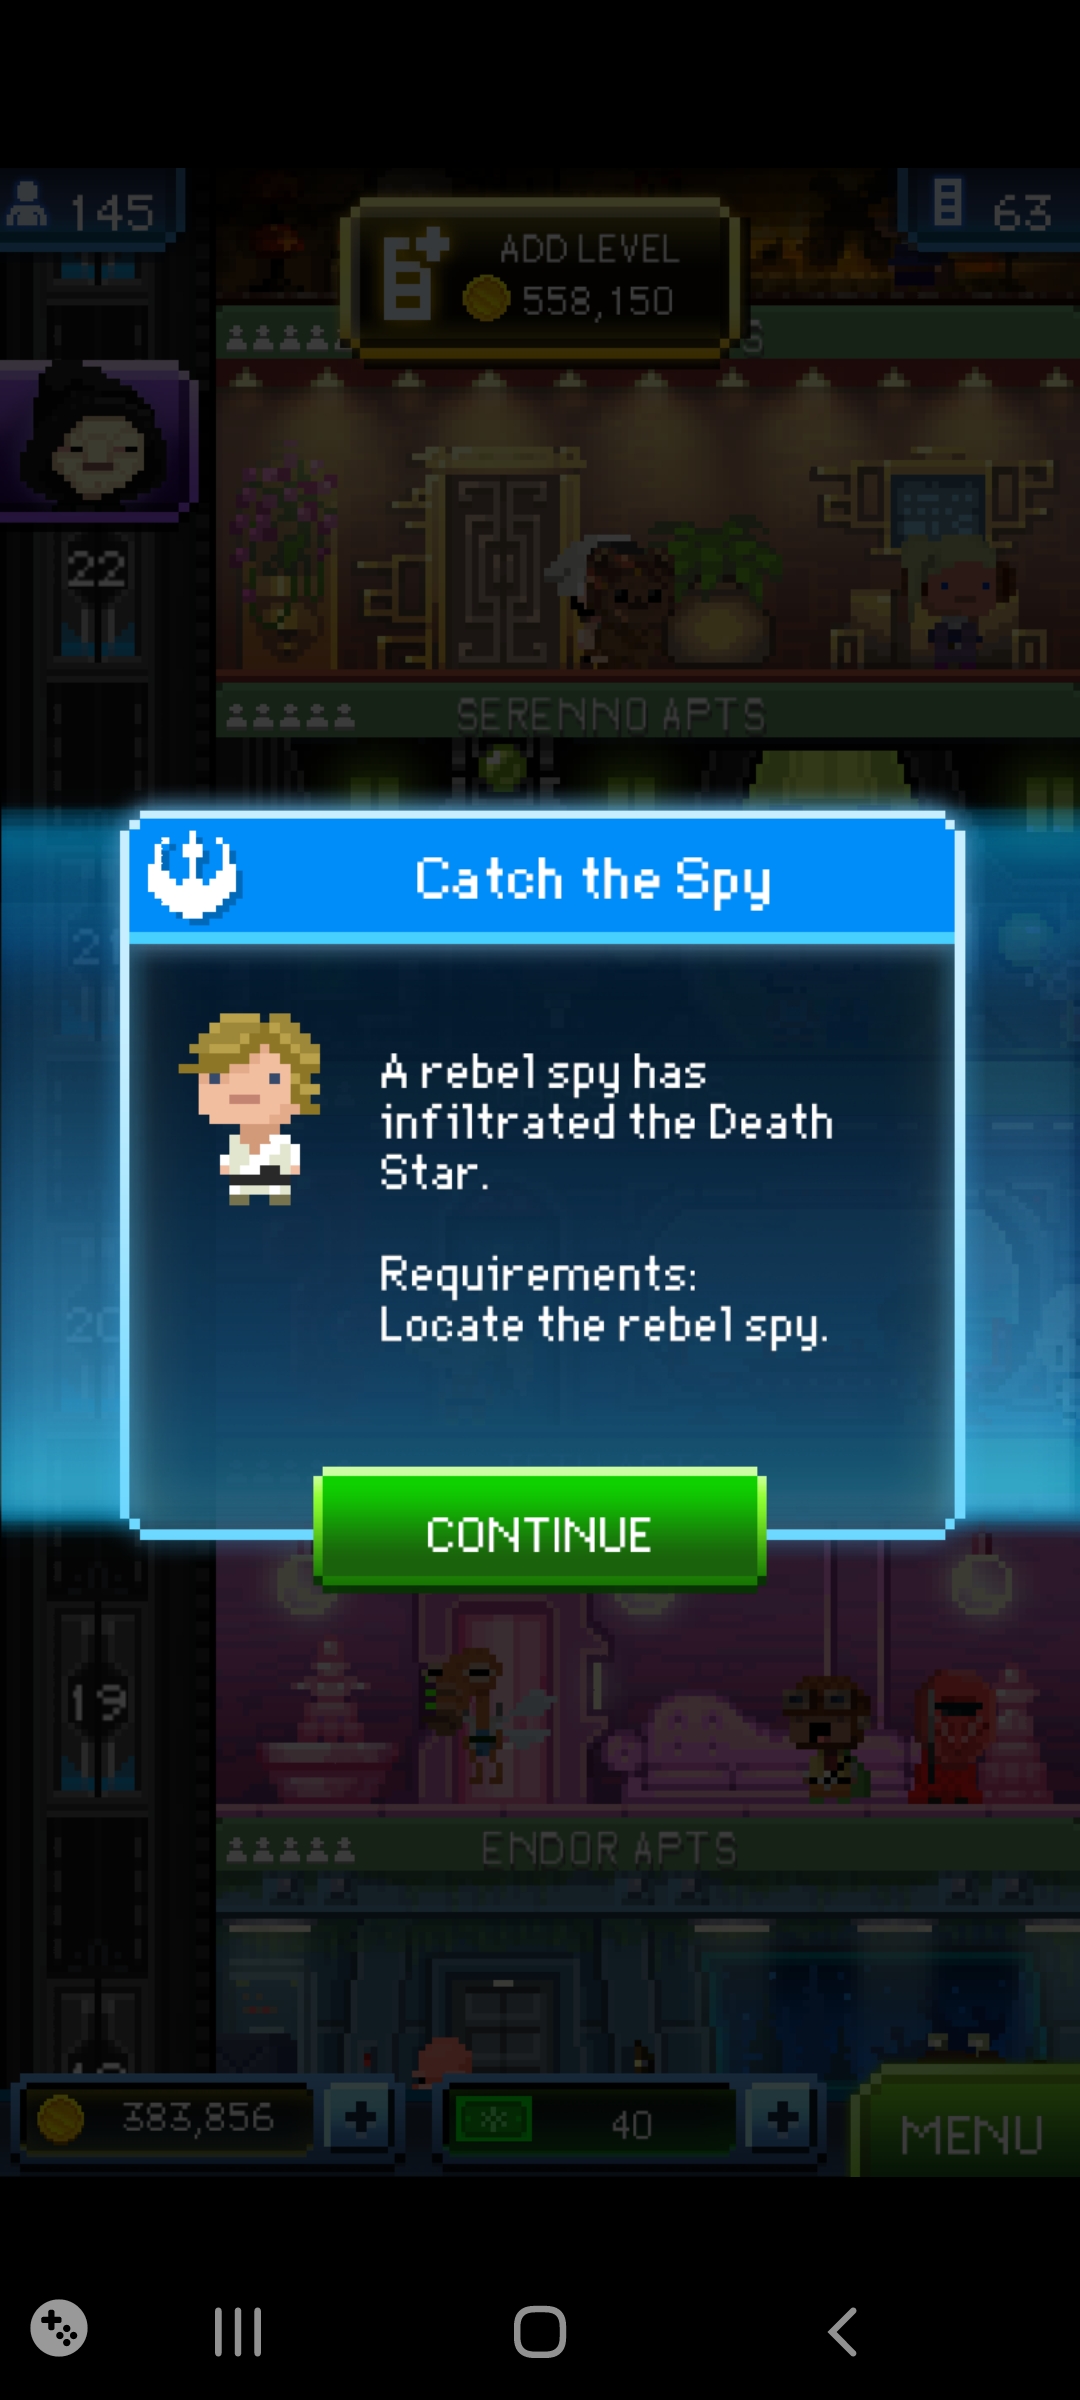 145
63
ADD LEVEL
558,150
22
SERENNO APTS
Catch the Spy
A rebel spy has
infiltrated the Death
Star.
Requirements:
Locate the rebel spy.
20
CONTINUE
19
ENDOR APTS
383,856
40
MENU